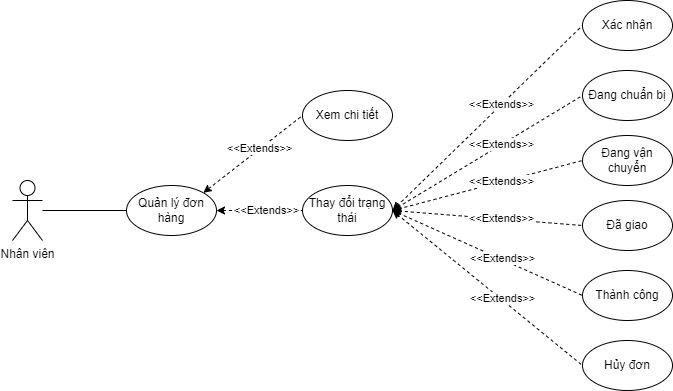 Xác nhận
<<Extends>>
Đang chuẩn bị
Xem chi tiết
<<Extends>>
<<Extends>>
Đang vận
chuyển
<<Extends>>
Quản lý đơn
hàng
<<Extends>>
Thay đổi trạng
thái
<<Extends>>
Đã giao
Nhân viên
<<Extends>>
Thành công
<<Extends>>
Hủy đơn